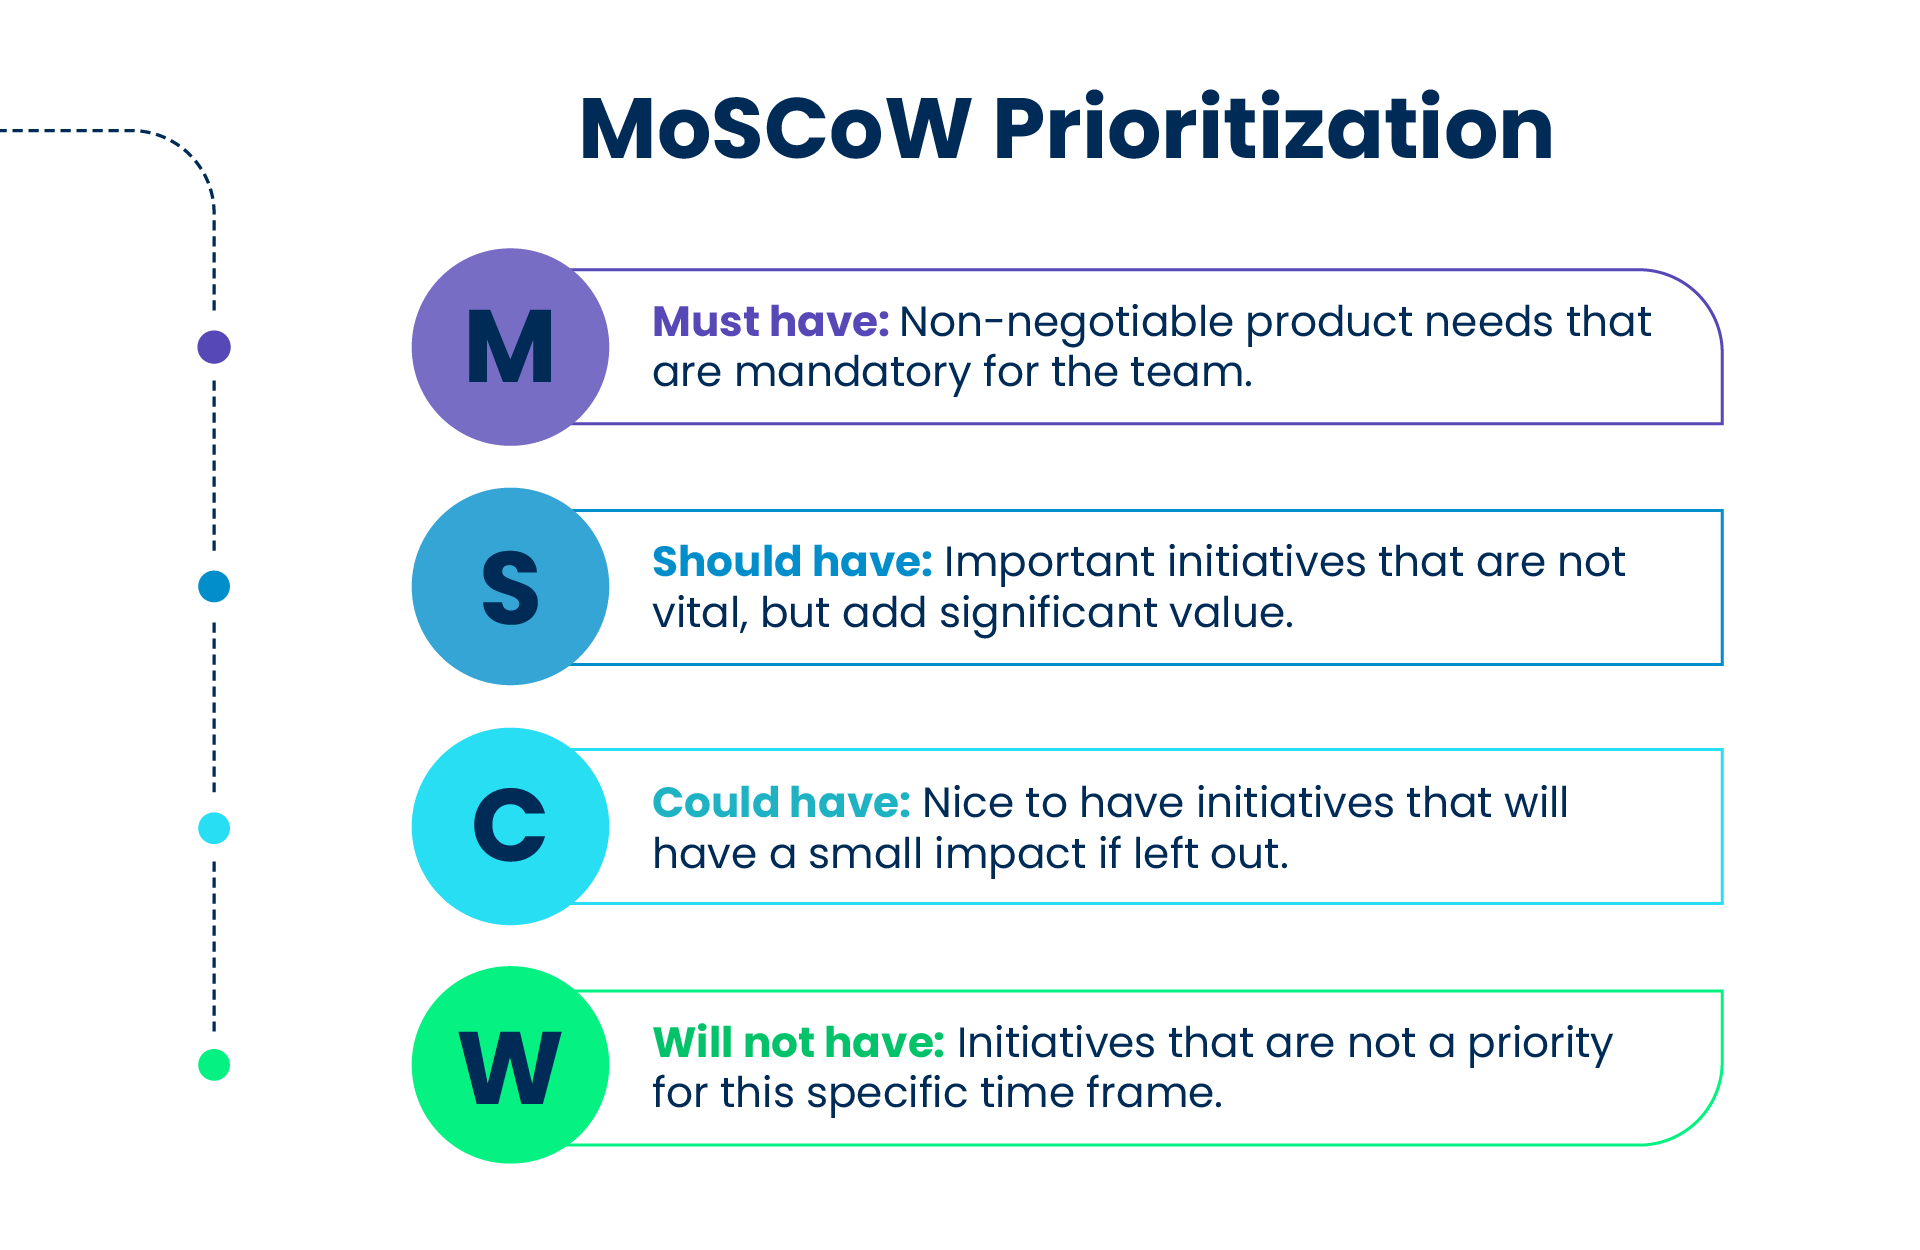 MoSCoW Prioritization
M
Must have: Non-negotiable product needs that
are mandatory for the team.
S
Should have: Important initiatives that are not
vital, but add significant value.
C
Could have: Nice to have initiatives that will
have a small impact if left out.
W
Will not have: Initiatives that are not a priority
for this specific time frame.